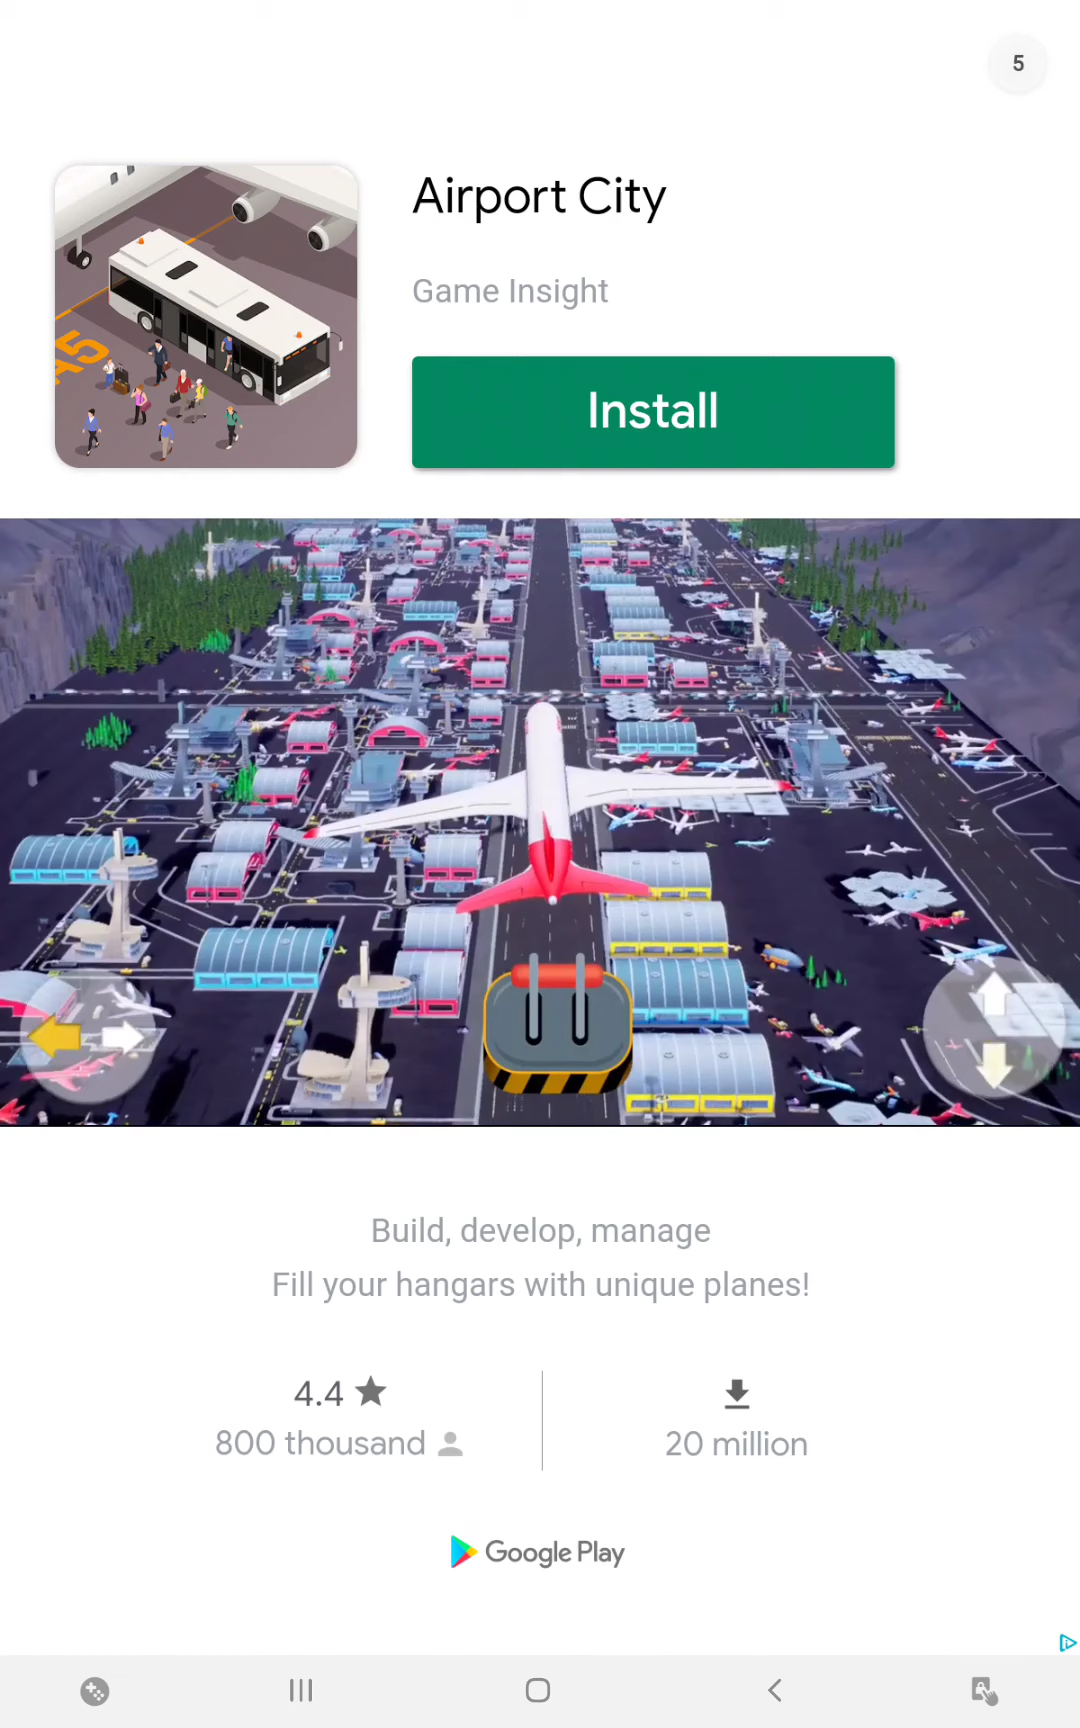 5
Airport City
Game Insight
Install
A5
Build, develop, manage
Fill your hangars with unique planes!
4.4
800 thousand
20 million
Google Play